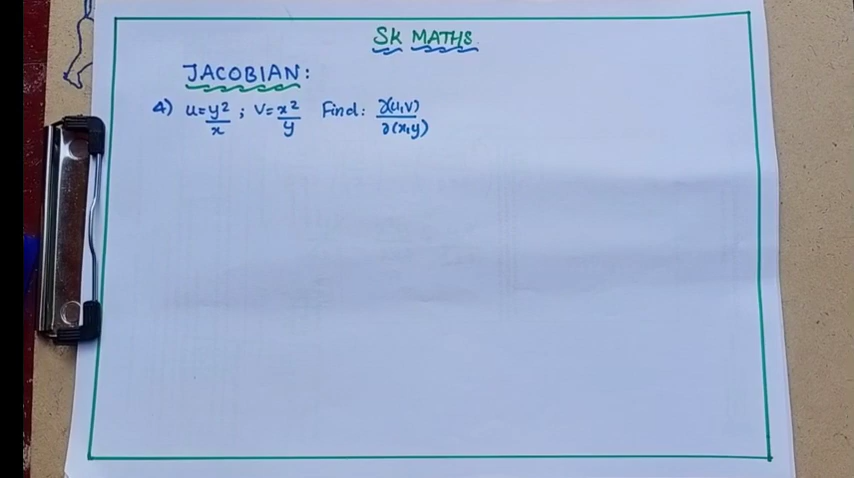 SK MATHS
JACOBIAN:
4) u=y²/x ; v=x²/y Find: ∂(u,v)/∂(x,y)